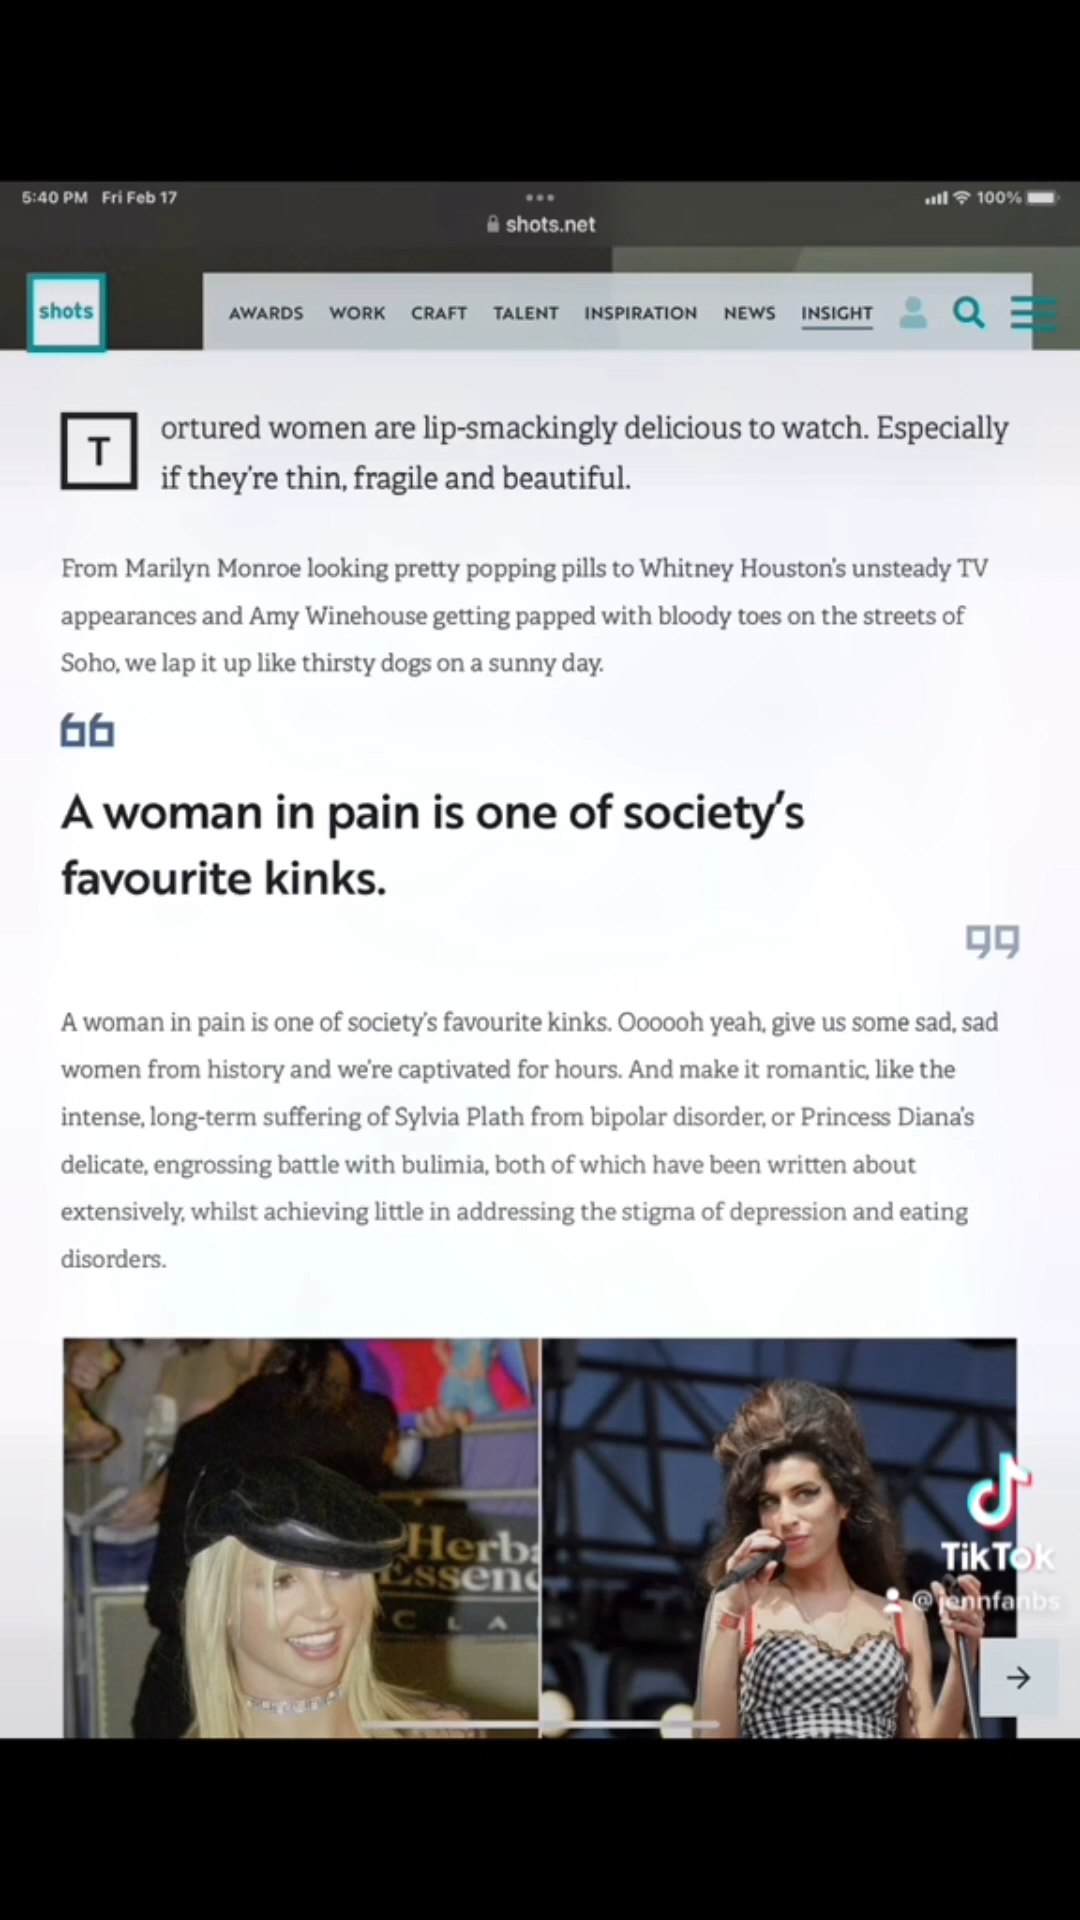 5:40 PM Fri Feb 17
100%
shots.net
shots
AWARDS WORK CRAFT TALENT INSPIRATION NEWS INSIGHT
Tortured women are lip-smackingly delicious to watch. Especially
if they're thin, fragile and beautiful.
From Marilyn Monroe looking pretty popping pills to Whitney Houston's unsteady TV
appearances and Amy Winehouse getting papped with bloody toes on the streets of
Soho, we lap it up like thirsty dogs on a sunny day.
A woman in pain is one of society's
favourite kinks.
A woman in pain is one of society's favourite kinks. Oooooh yeah, give us some sad, sad
women from history and we're captivated for hours. And make it romantic, like the
intense, long-term suffering of Sylvia Plath from bipolar disorder, or Princess Diana's
delicate, engrossing battle with bulimia, both of which have been written about
extensively, whilst achieving little in addressing the stigma of depression and eating
disorders.
Herba
Essenc
C L A
TikTok
@jennfanbs